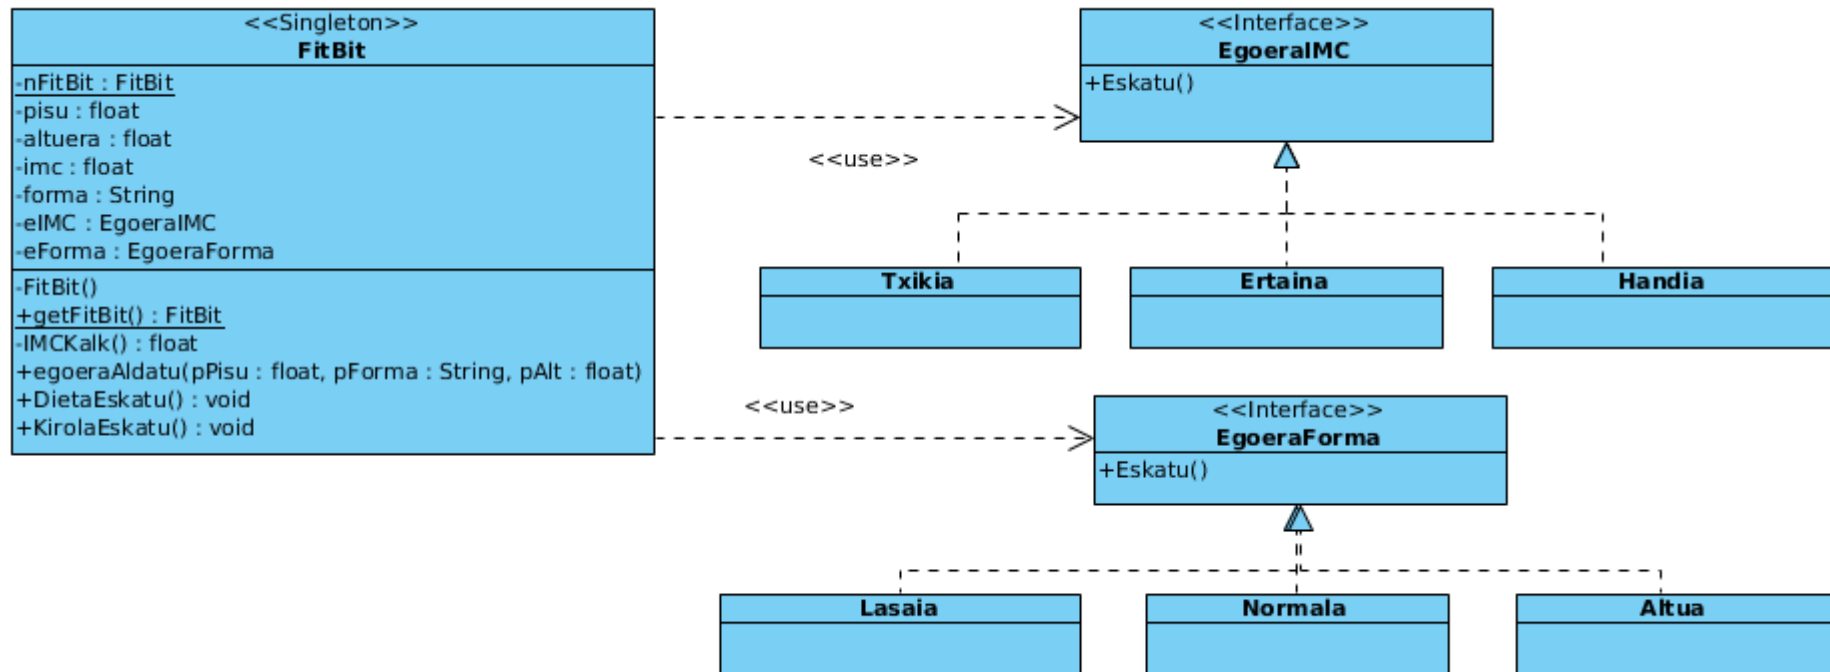 <<Singleton>>
FitBit
-nFitBit : FitBit
-pisu : float
-altuera : float
-imc : float
-forma : String
-eIMC : EgoeraIMC
-eForma : EgoeraForma
-FitBit()
+getFitBit() : FitBit
-IMCKalk() : float
+egoeraAldatu(pPisu : float, pForma : String, pAlt : float)
+DietaEskatu() : void
+KirolaEskatu() : void
<<use>>
<<Interface>>
EgoeraIMC
+Eskatu()
Txikia
Ertaina
Handia
<<use>>
<<Interface>>
EgoeraForma
+Eskatu()
Lasaia
Normala
Altua